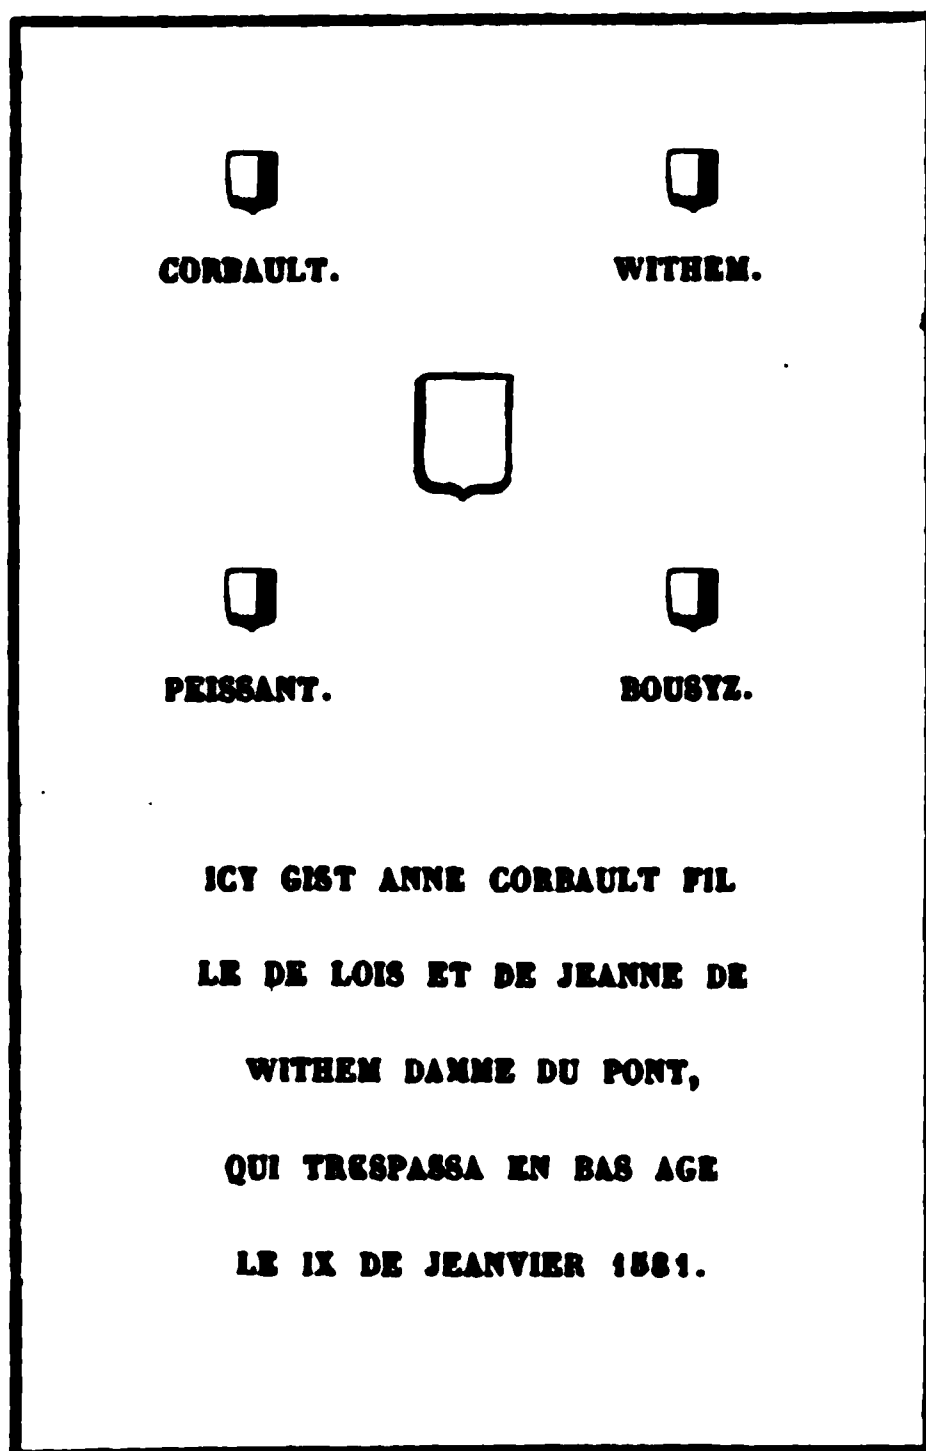 CORBAULT. WITHEM.
PEISSANT. BOUSYZ.
ICY GIST ANNE CORBAULT FIL
LE DE LOIS ET DE JEANNE DE
WITHEM DAMME DU PONT,
QUI TRESPASSA EN BAS AGE
LE IX DE JEANVIER 1581.